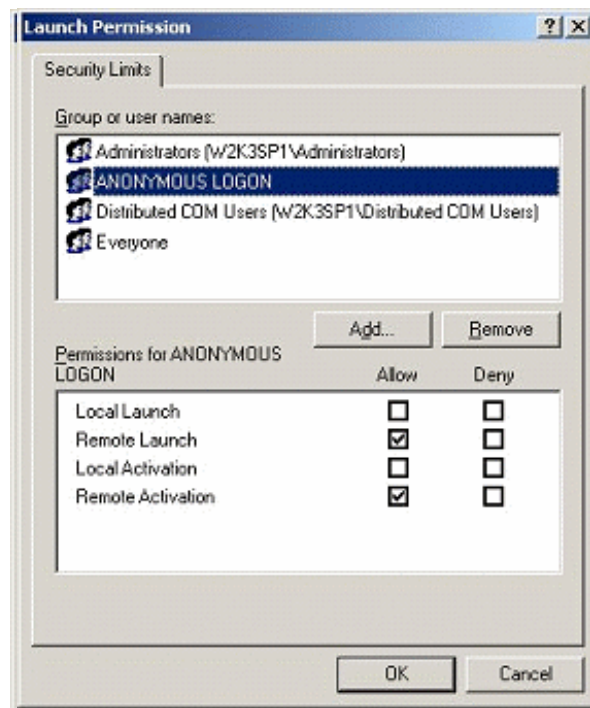 Launch Permission
Security Limits
Group or user names:
Administrators (W2K3SP1\Administrators)
ANONYMOUS LOGON
Distributed COM Users (W2K3SP1\Distributed COM Users)
Everyone
Add... Remove
Permissions for ANONYMOUS
LOGON Allow Deny
Local Launch
Remote Launch
Local Activation
Remote Activation
OK Cancel